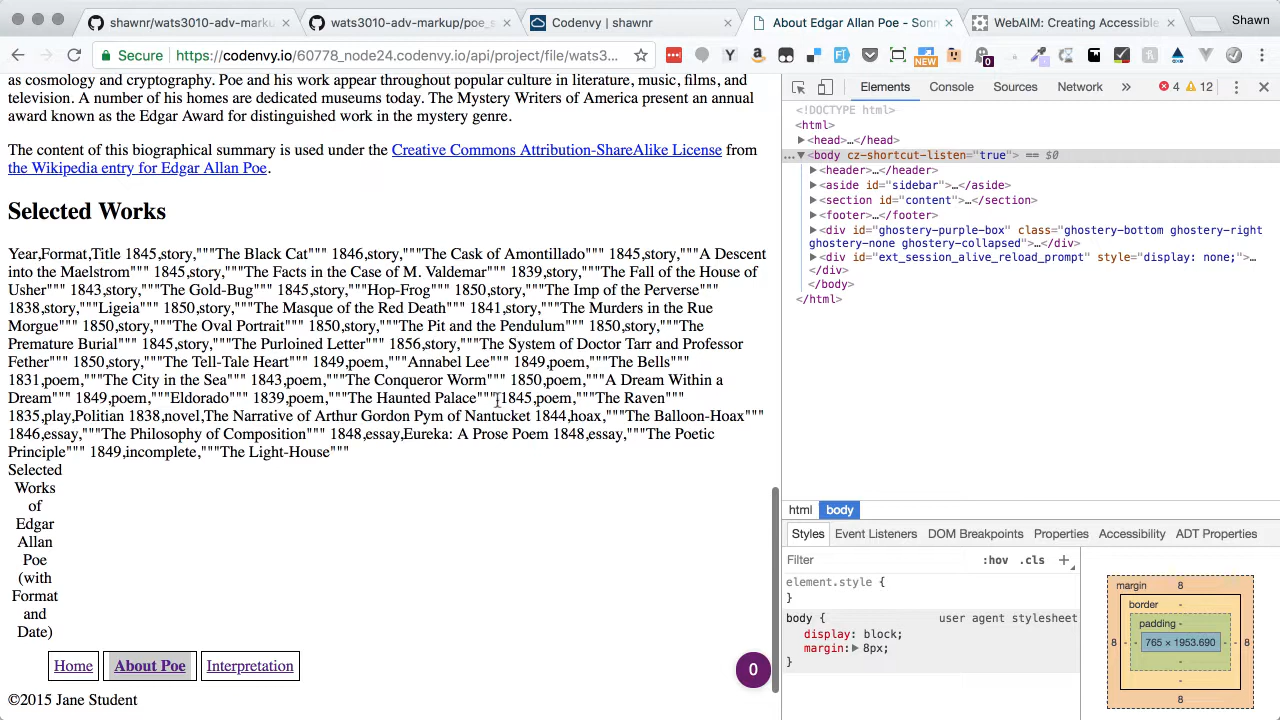 shawnr/wats3010-adv-marku
wats3010-adv-markup/poe_s
Codenvy | shawnr
About Edgar Allan Poe - Sonn
WebAIM: Creating Accessible
Shawn
Secure
https://codenvy.io/60778_node24.codenvy.io/api/project/file/wats3...
as cosmology and cryptography. Poe and his work appear throughout popular culture in literature, music, films, and
television. A number of his homes are dedicated museums today. The Mystery Writers of America present an annual
award known as the Edgar Award for distinguished work in the mystery genre.
The content of this biographical summary is used under the Creative Commons Attribution-ShareAlike License from
the Wikipedia entry for Edgar Allan Poe.
Selected Works
Year,Format,Title 1845,story,"""The Black Cat""" 1846,story,"""The Cask of Amontillado""" 1845,story,"""A Descent
into the Maelstrom""" 1845,story,"""The Facts in the Case of M. Valdemar""" 1839,story,"""The Fall of the House of
Usher""" 1843,story,"""The Gold-Bug""" 1845,story,"""Hop-Frog""" 1850,story,"""The Imp of the Perverse"""
1838,story,"""Ligeia""" 1850,story,"""The Masque of the Red Death""" 1841,story,"""The Murders in the Rue
Morgue""" 1850,story,"""The Oval Portrait""" 1850,story,"""The Pit and the Pendulum""" 1850,story,"""The
Premature Burial""" 1845,story,"""The Purloined Letter""" 1856,story,"""The System of Doctor Tarr and Professor
Fether""" 1850,story,"""The Tell-Tale Heart""" 1849,poem,"""Annabel Lee""" 1849,poem,"""The Bells"""
1831,poem,"""The City in the Sea""" 1843,poem,"""The Conqueror Worm""" 1850,poem,"""A Dream Within a
Dream""" 1849,poem,"""Eldorado""" 1839,poem,"""The Haunted Palace""" 1845,poem,"""The Raven"""
1835,play,Politian 1838,novel,The Narrative of Arthur Gordon Pym of Nantucket 1844,hoax,"""The Balloon-Hoax"""
1846,essay,"""The Philosophy of Composition""" 1848,essay,Eureka: A Prose Poem 1848,essay,"""The Poetic
Principle""" 1849,incomplete,"""The Light-House"""
Selected
Works
of
Edgar
Allan
Poe
(with
Format
and
Date)
Home
About Poe
Interpretation
©2015 Jane Student
0
NEW
0
Elements Console Sources Network » 4 12
<!DOCTYPE html>
<html>
<head>…</head>
… <body cz-shortcut-listen="true"> == $0
<header>…</header>
<aside id="sidebar">…</aside>
<section id="content">…</section>
<footer>…</footer>
<div id="ghostery-purple-box" class="ghostery-bottom ghostery-right
ghostery-none ghostery-collapsed">…</div>
<div id="ext_session_alive_reload_prompt" style="display: none;">…
</div>
</body>
</html>
html body
Styles Event Listeners DOM Breakpoints Properties Accessibility ADT Properties
Filter
:hov .cls +
element.style {
}
body { user agent stylesheet
display: block;
margin: 8px;
}
margin 8
border -
padding -
8 - - 765 × 1953.690 - - 8
-
-
8